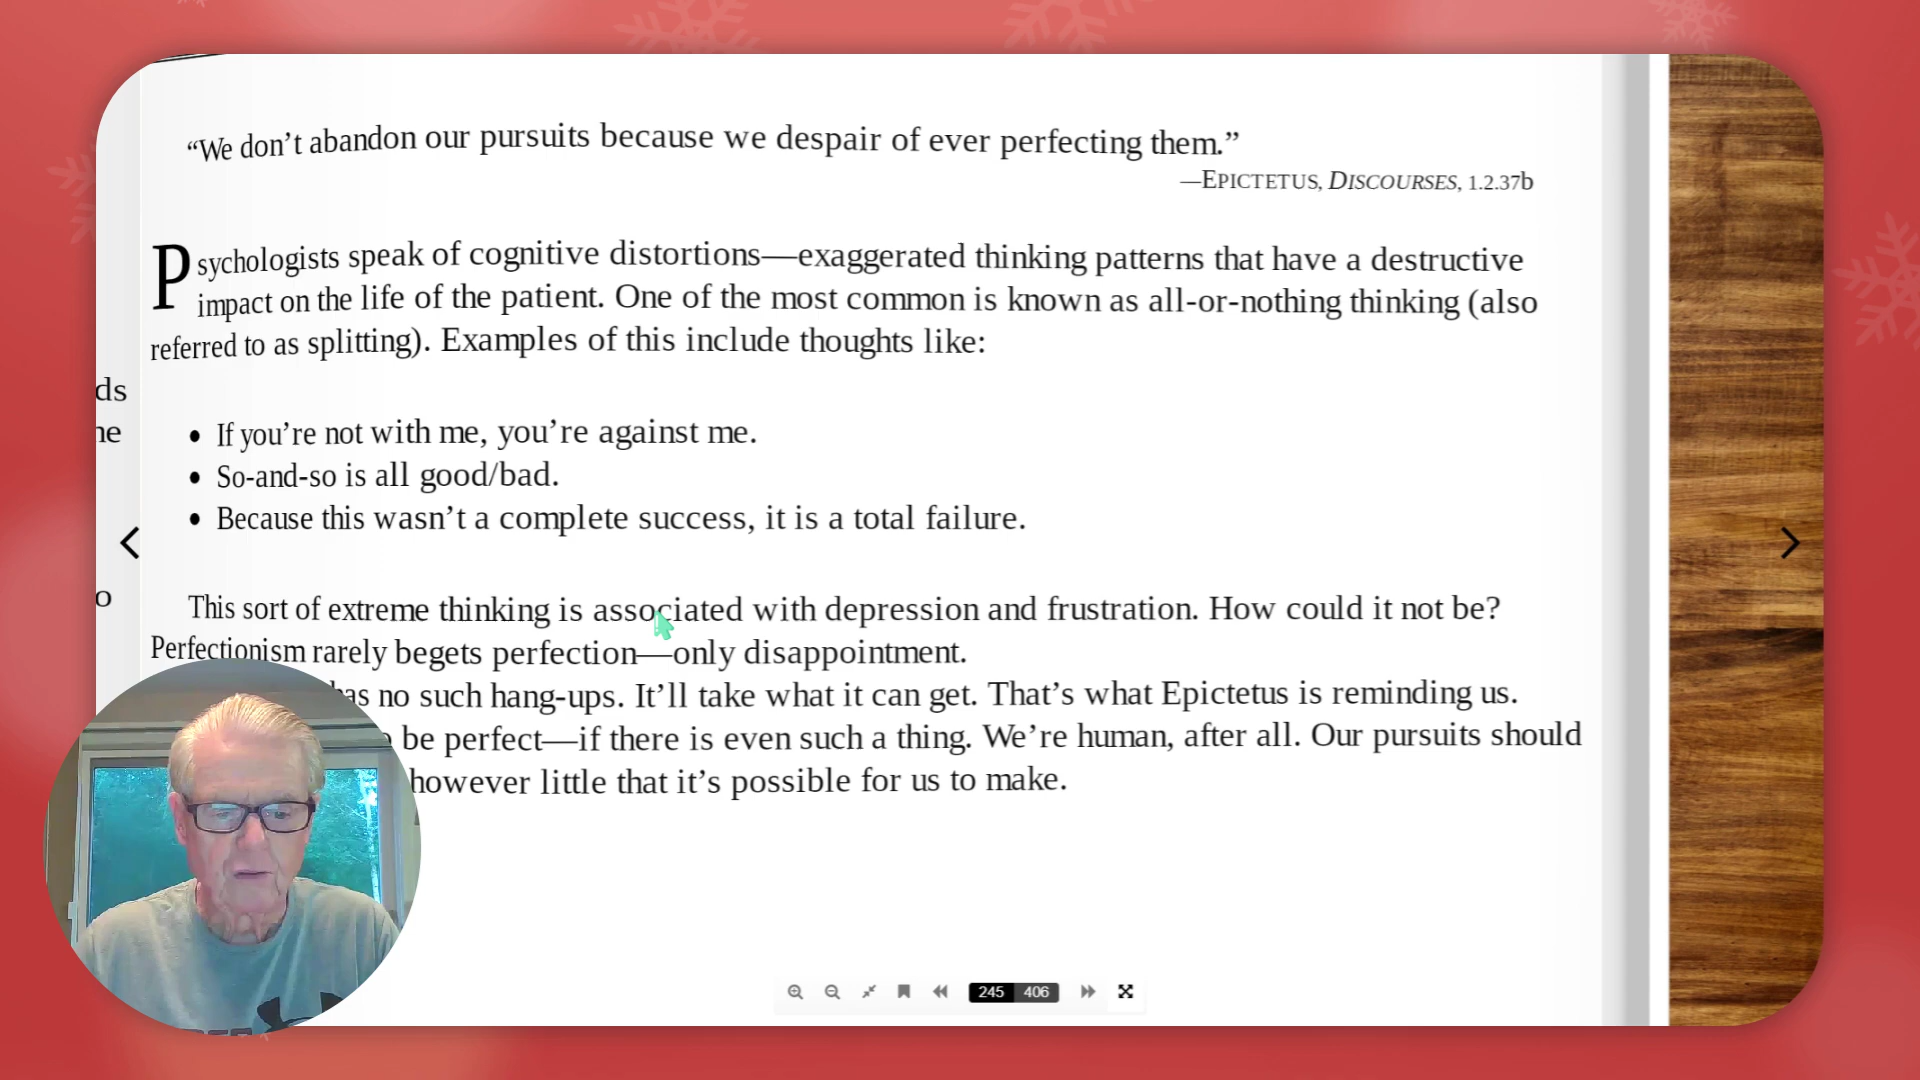 “We don’t abandon our pursuits because we despair of ever perfecting them.”
—EPICTETUS, DISCOURSES, 1.2.37b
Psychologists speak of cognitive distortions—exaggerated thinking patterns that have a destructive
impact on the life of the patient. One of the most common is known as all-or-nothing thinking (also
referred to as splitting). Examples of this include thoughts like:
ds
• If you’re not with me, you’re against me.
• So-and-so is all good/bad.
• Because this wasn’t a complete success, it is a total failure.
o
This sort of extreme thinking is associated with depression and frustration. How could it not be?
Perfectionism rarely begets perfection—only disappointment.
has no such hang-ups. It’ll take what it can get. That’s what Epictetus is reminding us.
be perfect—if there is even such a thing. We’re human, after all. Our pursuits should
however little that it’s possible for us to make.
245 406